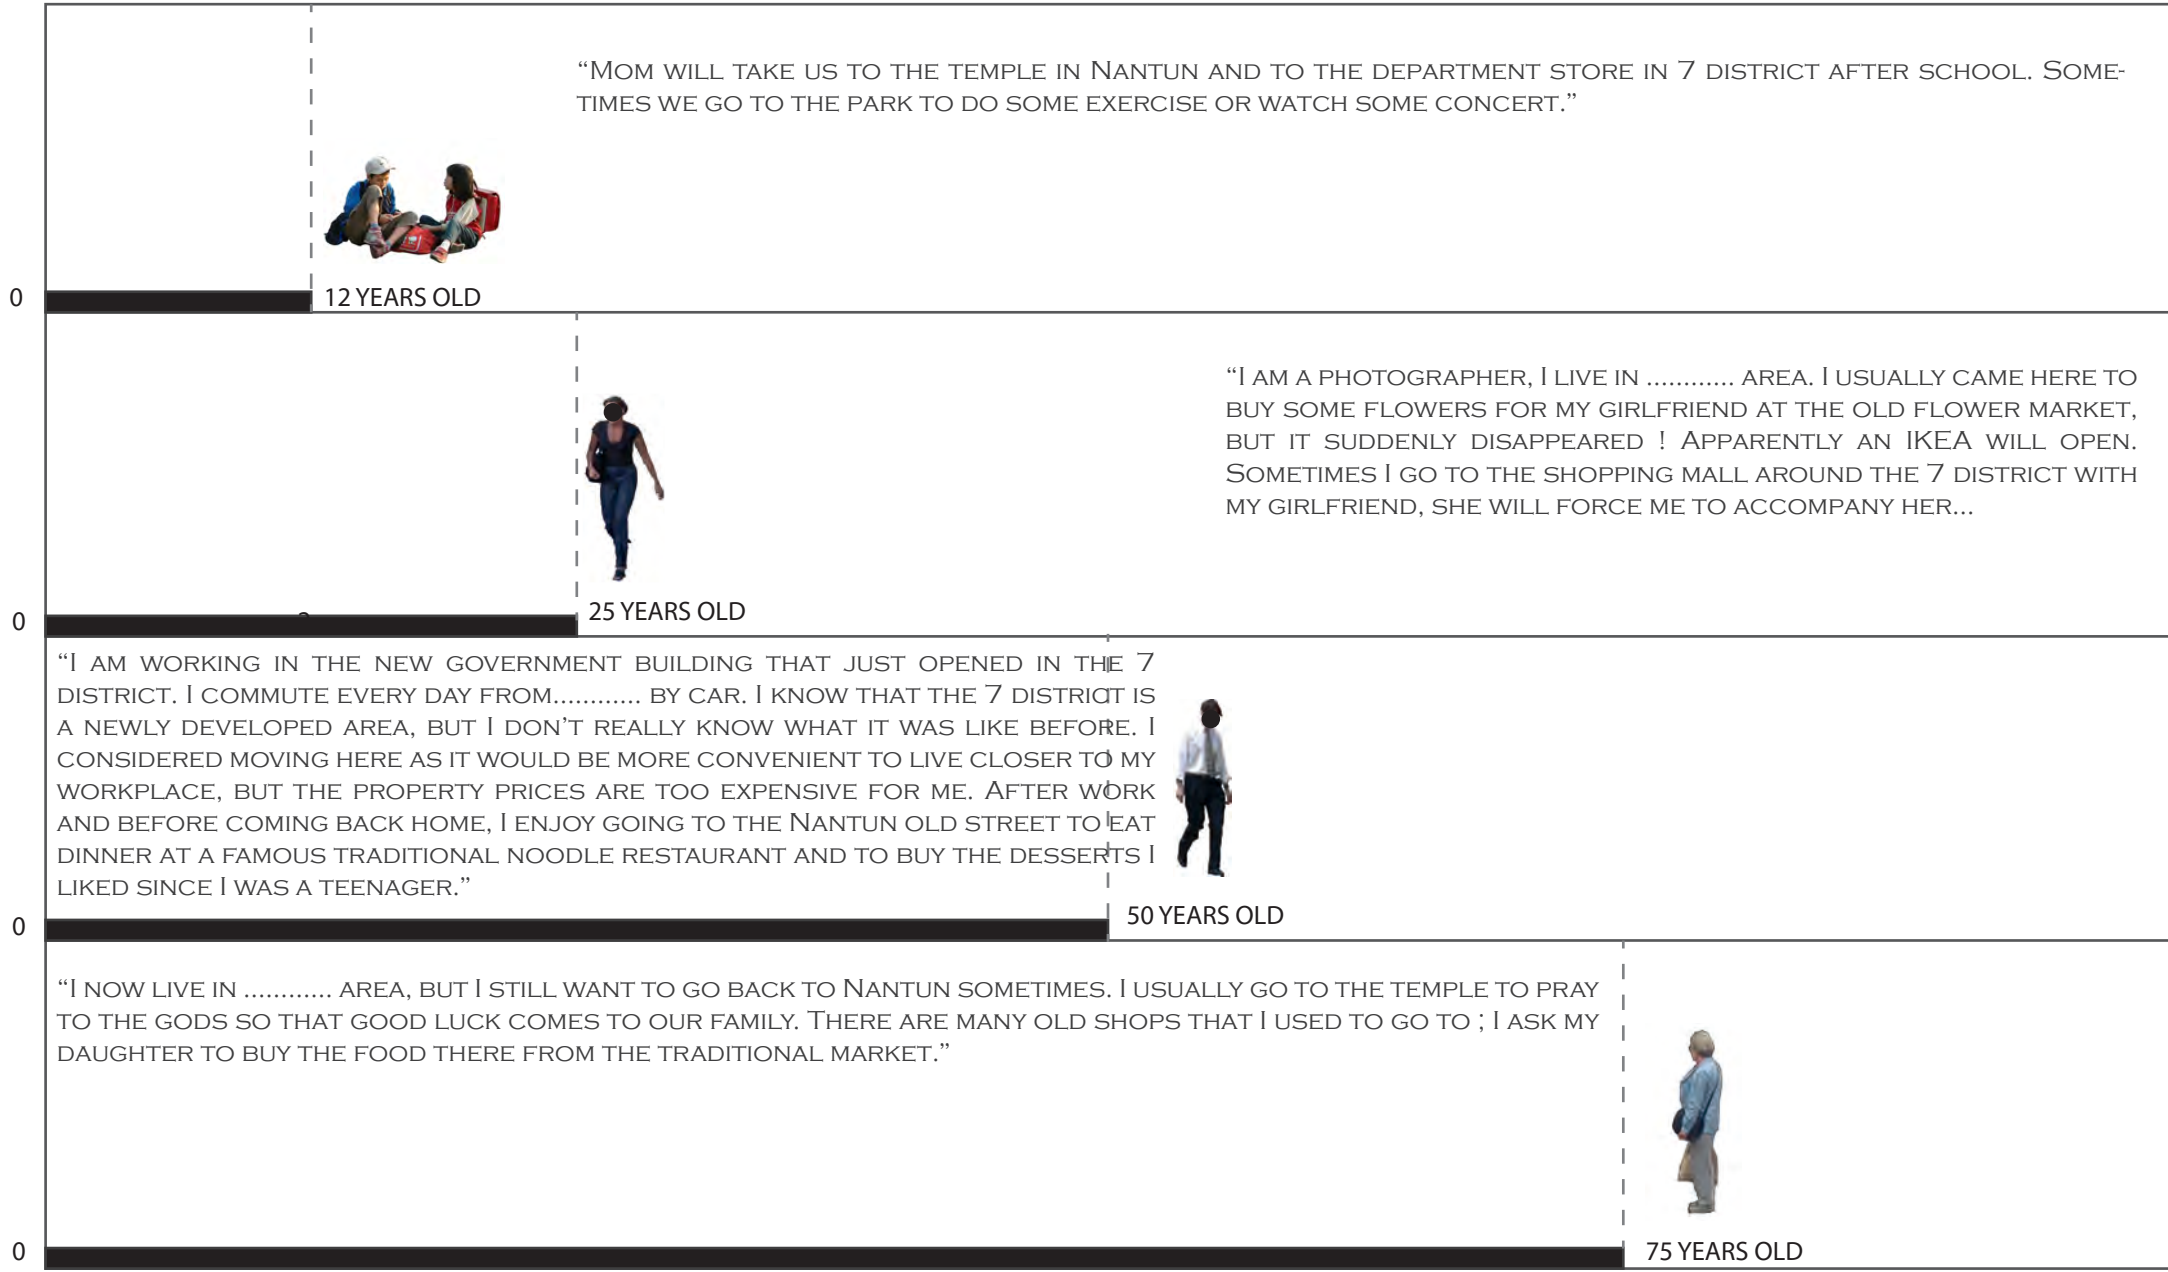 “Mom will take us to the temple in Nantun and to the department store in 7 district after school. Some-
times we go to the park to do some exercise or watch some concert.”
0
12 YEARS OLD
“I am a photographer, I live in ............ area. I usually came here to
buy some flowers for my girlfriend at the old flower market,
but it suddenly disappeared ! Apparently an IKEA will open.
Sometimes I go to the shopping mall around the 7 district with
my girlfriend, she will force me to accompany her...
0
25 YEARS OLD
“I am working in the new government building that just opened in the 7
district. I commute every day from............ by car. I know that the 7 district is
a newly developed area, but I don’t really know what it was like before. I
considered moving here as it would be more convenient to live closer to my
workplace, but the property prices are too expensive for me. After work
and before coming back home, I enjoy going to the Nantun old street to eat
dinner at a famous traditional noodle restaurant and to buy the desserts I
liked since I was a teenager.”
0
50 YEARS OLD
“I now live in ............ area, but I still want to go back to Nantun sometimes. I usually go to the temple to pray
to the gods so that good luck comes to our family. There are many old shops that I used to go to ; I ask my
daughter to buy the food there from the traditional market.”
0
75 YEARS OLD